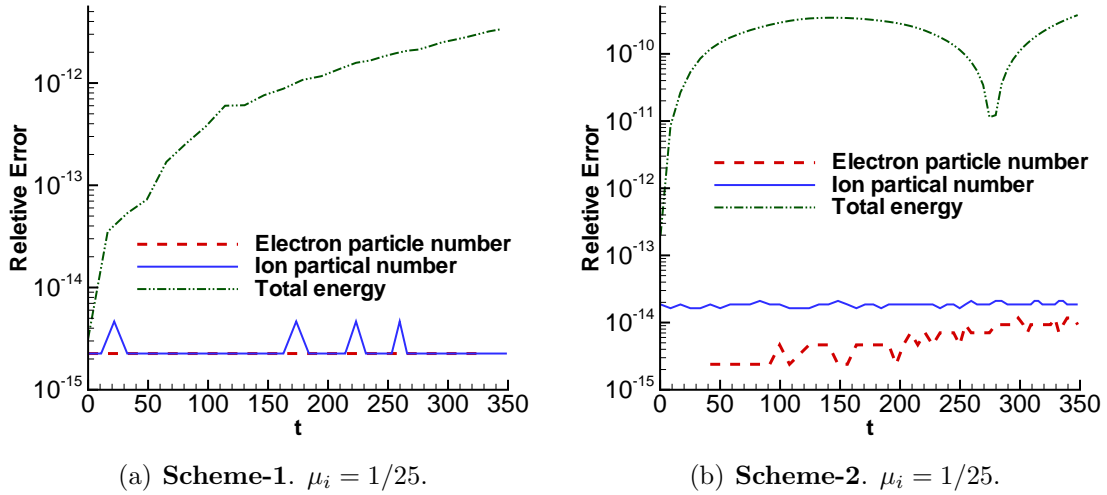 Reletive Error
10^-12
10^-13
10^-14
10^-15
Electron particle number
Ion partical number
Total energy
0 50 100 150 200 250 300 350
t
(a) Scheme-1. μ_i = 1/25.
Reletive Error
10^-10
10^-11
10^-12
10^-13
10^-14
10^-15
Electron particle number
Ion partical number
Total energy
0 50 100 150 200 250 300 350
t
(b) Scheme-2. μ_i = 1/25.